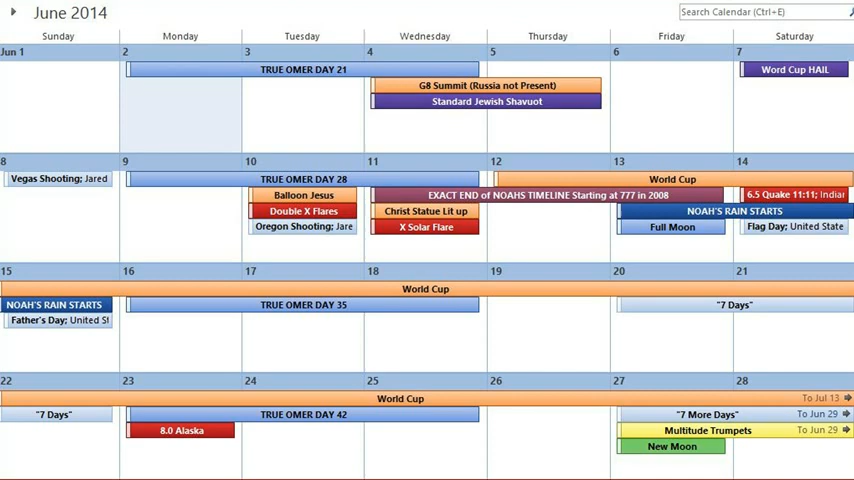 June 2014
Search Calendar (Ctrl+E)
Sunday Monday Tuesday Wednesday Thursday Friday Saturday
Jun 1 2 3 4 5 6 7
TRUE OMER DAY 21 Word Cup HAIL
G8 Summit (Russia not Present)
Standard Jewish Shavuot
8 9 10 11 12 13 14
Vegas Shooting; Jared TRUE OMER DAY 28 World Cup
Balloon Jesus EXACT END of NOAHS TIMELINE Starting at 777 in 2008 6.5 Quake 11:11; Indian
Double X Flares Christ Statue Lit up NOAH'S RAIN STARTS
Oregon Shooting; Jare X Solar Flare Full Moon Flag Day; United State
15 16 17 18 19 20 21
World Cup
NOAH'S RAIN STARTS TRUE OMER DAY 35 "7 Days"
Father's Day; United St
22 23 24 25 26 27 28
World Cup To Jul 13
"7 Days" TRUE OMER DAY 42 "7 More Days" To Jun 29
8.0 Alaska Multitude Trumpets To Jun 29
New Moon